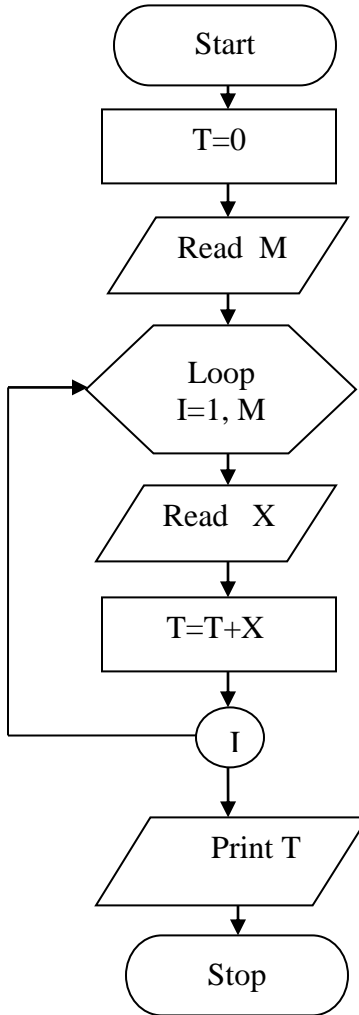 Start
T=0
Read M
Loop
I=1, M
Read X
T=T+X
I
Print T
Stop